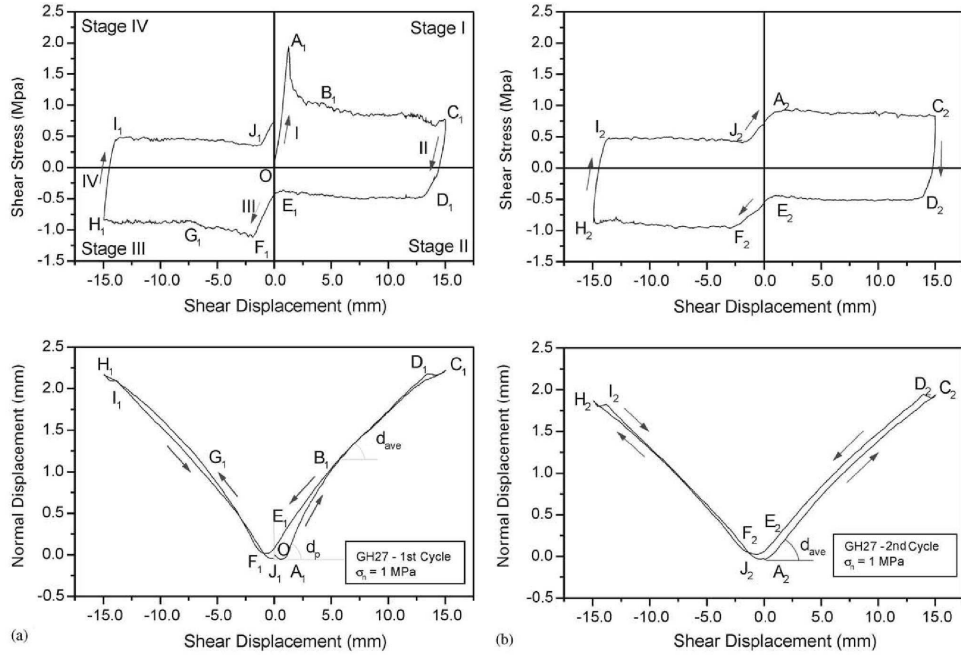 Stage IV
Stage I
A1
B1
C1
I1
J1
I
II
O
IV
III
E1
D1
H1
G1
F1
Stage III
Stage II
2.5
2.0
1.5
1.0
0.5
0.0
-0.5
-1.0
-1.5
Shear Stress (Mpa)
-15.0 -10.0 -5.0 0.0 5.0 10.0 15.0
Shear Displacement (mm)
A2
C2
I2
J2
E2
D2
H2
F2
2.5
2.0
1.5
1.0
0.5
0.0
-0.5
-1.0
-1.5
Shear Stress (Mpa)
-15.0 -10.0 -5.0 0.0 5.0 10.0 15.0
Shear Displacement (mm)
H1
D1
C1
I1
dave
G1
B1
E1
O
dp
F1
J1
A1
GH27 - 1st Cycle
σn = 1 MPa
2.5
2.0
1.5
1.0
0.5
0.0
-0.5
Normal Displacement (mm)
-15.0 -10.0 -5.0 0.0 5.0 10.0 15.0
Shear Displacement (mm)
(a)
H2
I2
D2
C2
E2
F2
dave
J2
A2
GH27 -2nd Cycle
σn = 1 MPa
2.5
2.0
1.5
1.0
0.5
0.0
-0.5
Normal Displacement (mm)
-15.0 -10.0 -5.0 0.0 5.0 10.0 15.0
Shear Displacement (mm)
(b)